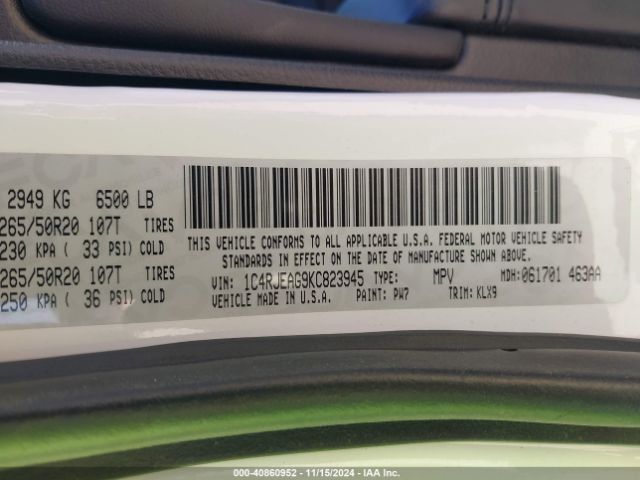 2949 KG 6500 LB
265/50R20 107T TIRES
230 KPA ( 33 PSI) COLD
265/50R20 107T TIRES
250 KPA ( 36 PSI) COLD
THIS VEHICLE CONFORMS TO ALL APPLICABLE U.S.A. FEDERAL MOTOR VEHICLE SAFETY
STANDARDS IN EFFECT ON THE DATE OF MANUFACTURE SHOWN ABOVE.
VIN: 1C4RJEAG9KC823945 TYPE: MPV MDH: 061701 463AA
VEHICLE MADE IN U.S.A. PAINT: PW7 TRIM: KLX9
00-40860952 - 11/15/2024 - IAA Inc.